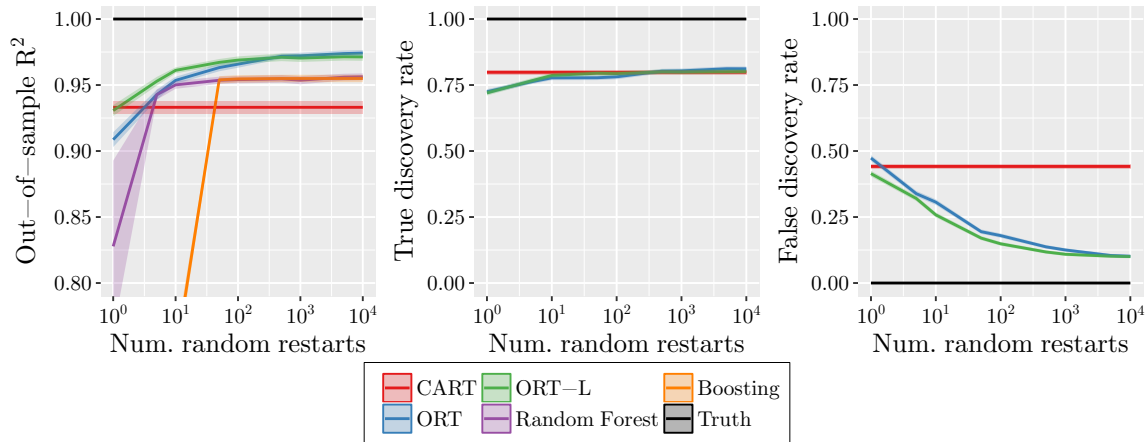 Out−of−sample R²
1.00
0.95
0.90
0.85
0.80
10⁰
10¹
10²
10³
10⁴
Num. random restarts
True discovery rate
1.00
0.75
0.50
0.25
0.00
10⁰
10¹
10²
10³
10⁴
Num. random restarts
False discovery rate
1.00
0.75
0.50
0.25
0.00
10⁰
10¹
10²
10³
10⁴
Num. random restarts
CART
ORT−L
Boosting
ORT
Random Forest
Truth